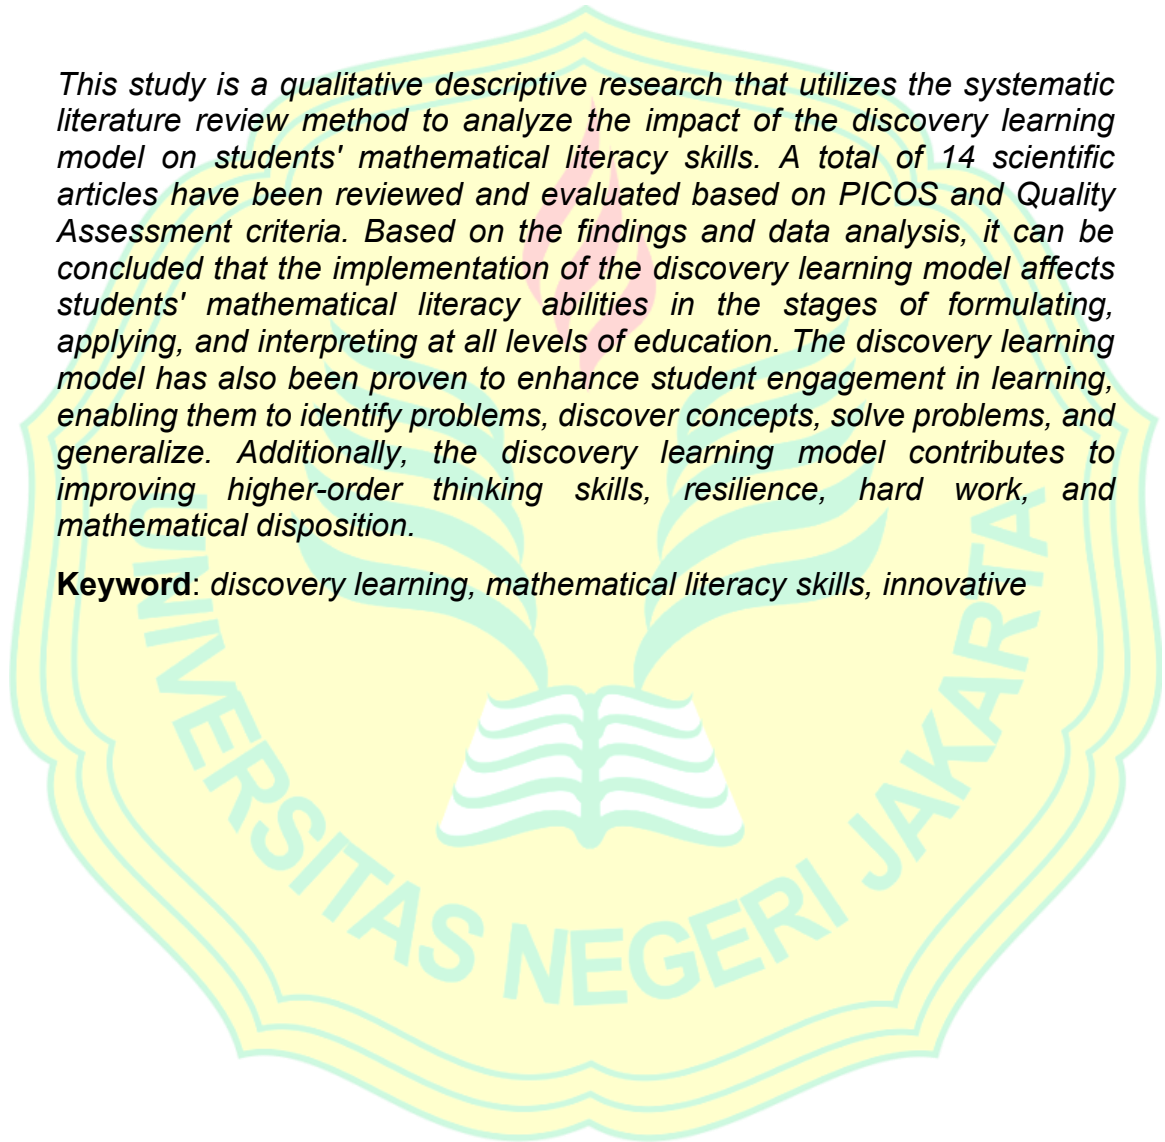 This study is a qualitative descriptive research that utilizes the systematic
literature review method to analyze the impact of the discovery learning
model on students' mathematical literacy skills. A total of 14 scientific
articles have been reviewed and evaluated based on PICOS and Quality
Assessment criteria. Based on the findings and data analysis, it can be
concluded that the implementation of the discovery learning model affects
students' mathematical literacy abilities in the stages of formulating,
applying, and interpreting at all levels of education. The discovery learning
model has also been proven to enhance student engagement in learning,
enabling them to identify problems, discover concepts, solve problems, and
generalize. Additionally, the discovery learning model contributes to
improving higher-order thinking skills, resilience, hard work, and
mathematical disposition.
Keyword: discovery learning, mathematical literacy skills, innovative
UNIVERSITAS NEGERI JAKARTA